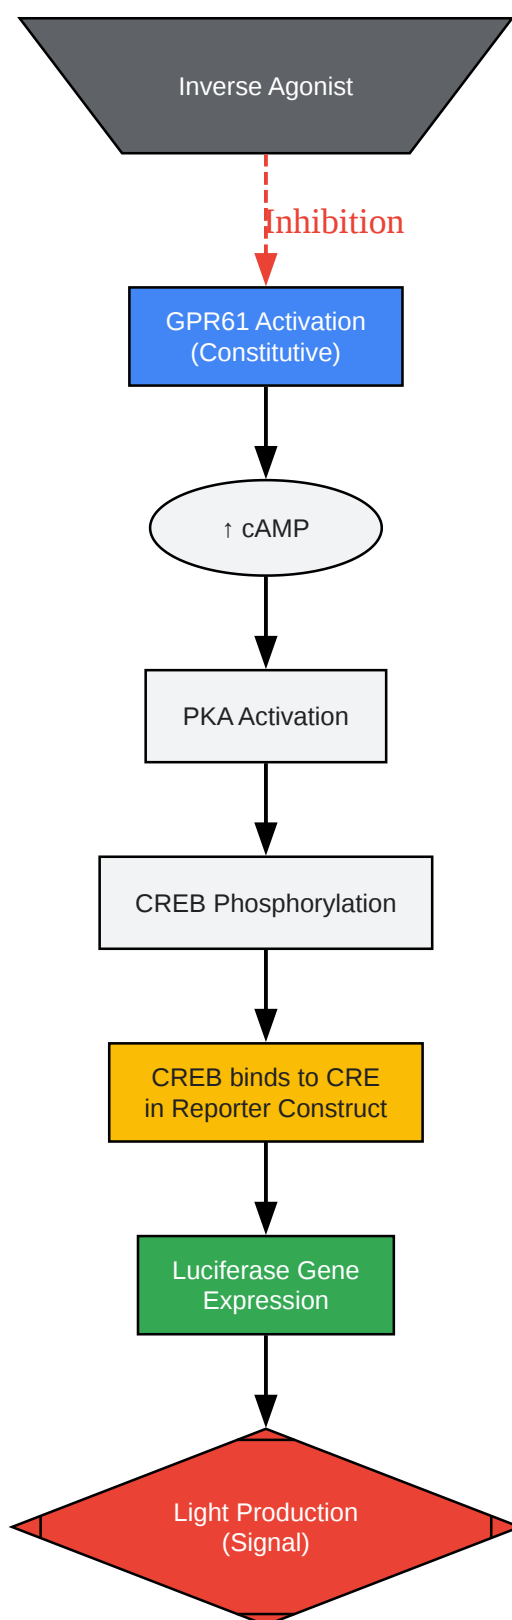 Inverse Agonist
Inhibition
GPR61 Activation
(Constitutive)
↑ cAMP
PKA Activation
CREB Phosphorylation
CREB binds to CRE
in Reporter Construct
Luciferase Gene
Expression
Light Production
(Signal)